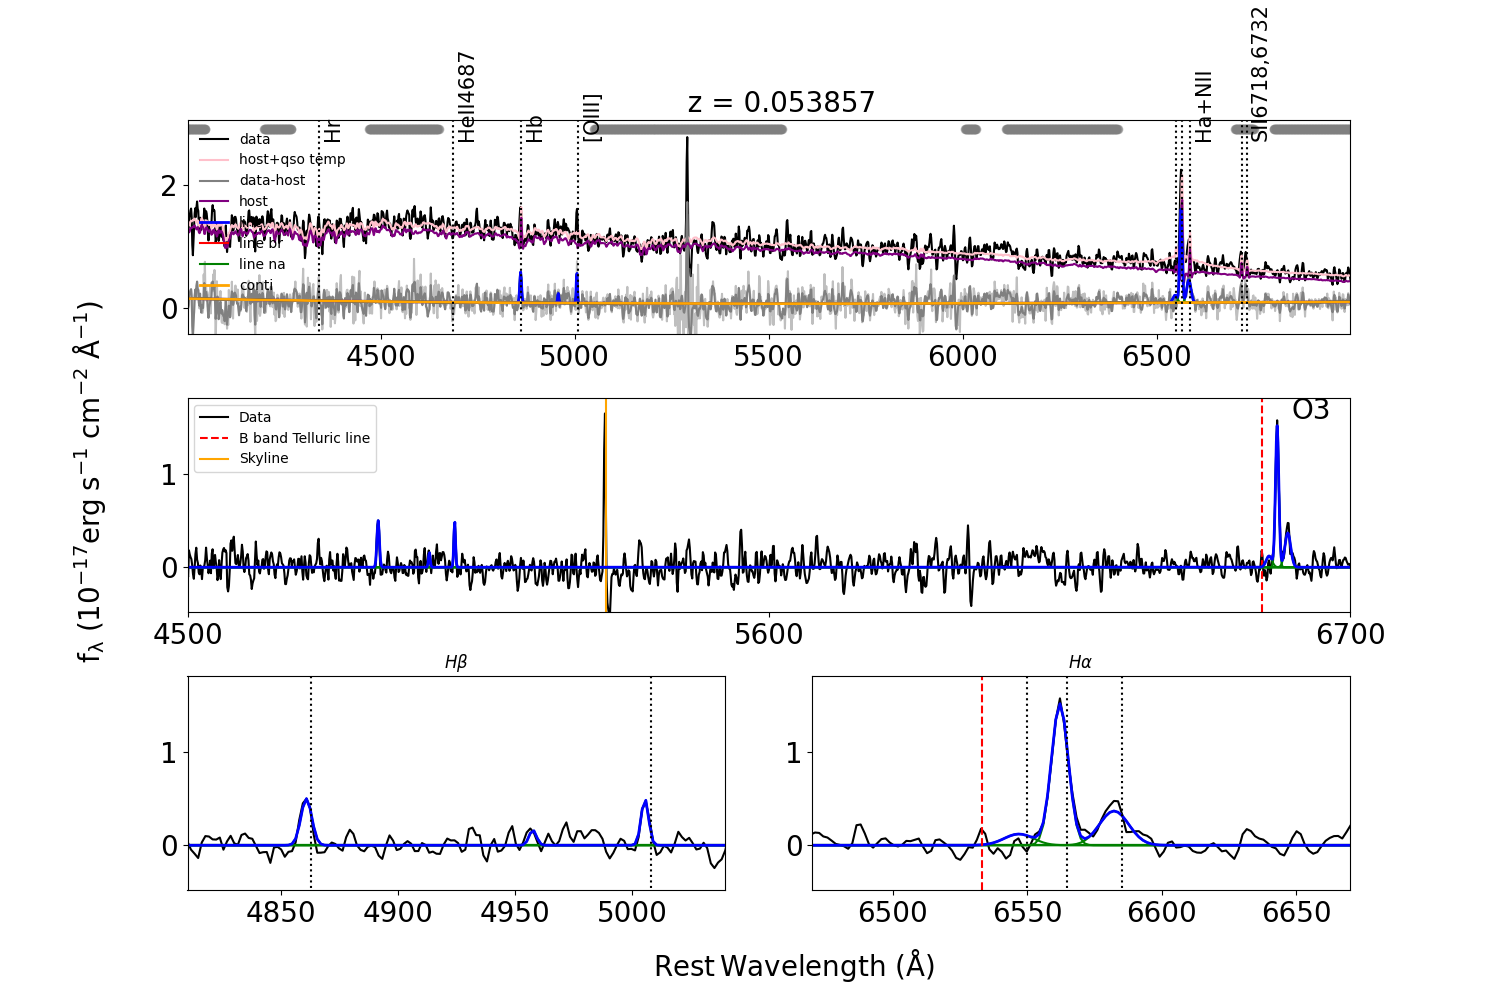 z = 0.053857
Hr
HeII4687
Hb
[OIII]
Ha+NII
SII6718,6732
data
host+qso temp
data-host
host
line br
line na
conti
2
0
4500
5000
5500
6000
6500
O3
Data
B band Telluric line
Skyline
1
0
4500
5600
6700
fλ (10⁻¹⁷erg s⁻¹ cm⁻² Å⁻¹)
Hβ
1
0
4850
4900
4950
5000
Hα
1
0
6500
6550
6600
6650
Rest Wavelength (Å)